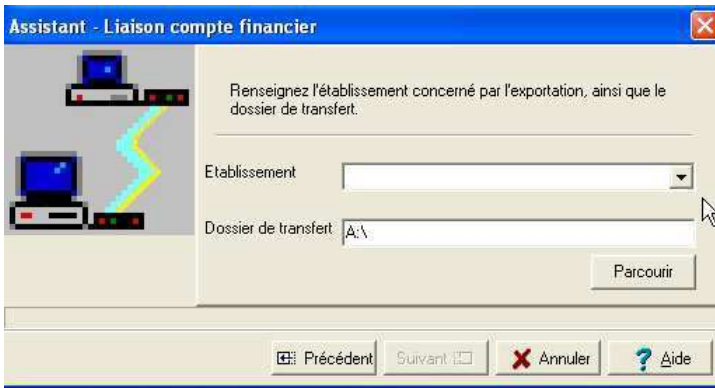 Assistant - Liaison compte financier
Renseignez l'établissement concerné par l'exportation, ainsi que le
dossier de transfert.
Etablissement
Dossier de transfert A:\
Parcourir
Précédent Suivant Annuler ? Aide